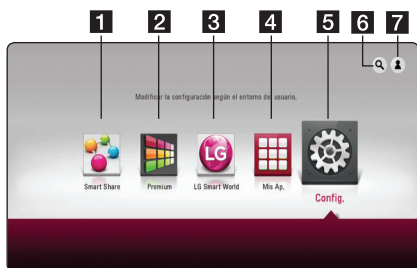 1 2 3 4 5 6 7
Modificar la configuración según el entorno de usuario.
LG
Smart Share Premium LG Smart World Mis Ap. Config.